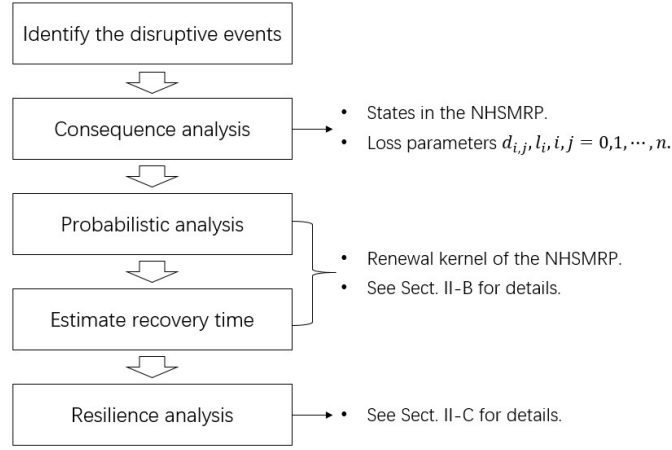 Identify the disruptive events
Consequence analysis
• States in the NHSMRP.
• Loss parameters d_{i,j}, l_i, i, j = 0,1, ⋯ , n.
Probabilistic analysis
Estimate recovery time
• Renewal kernel of the NHSMRP.
• See Sect. II-B for details.
Resilience analysis
• See Sect. II-C for details.